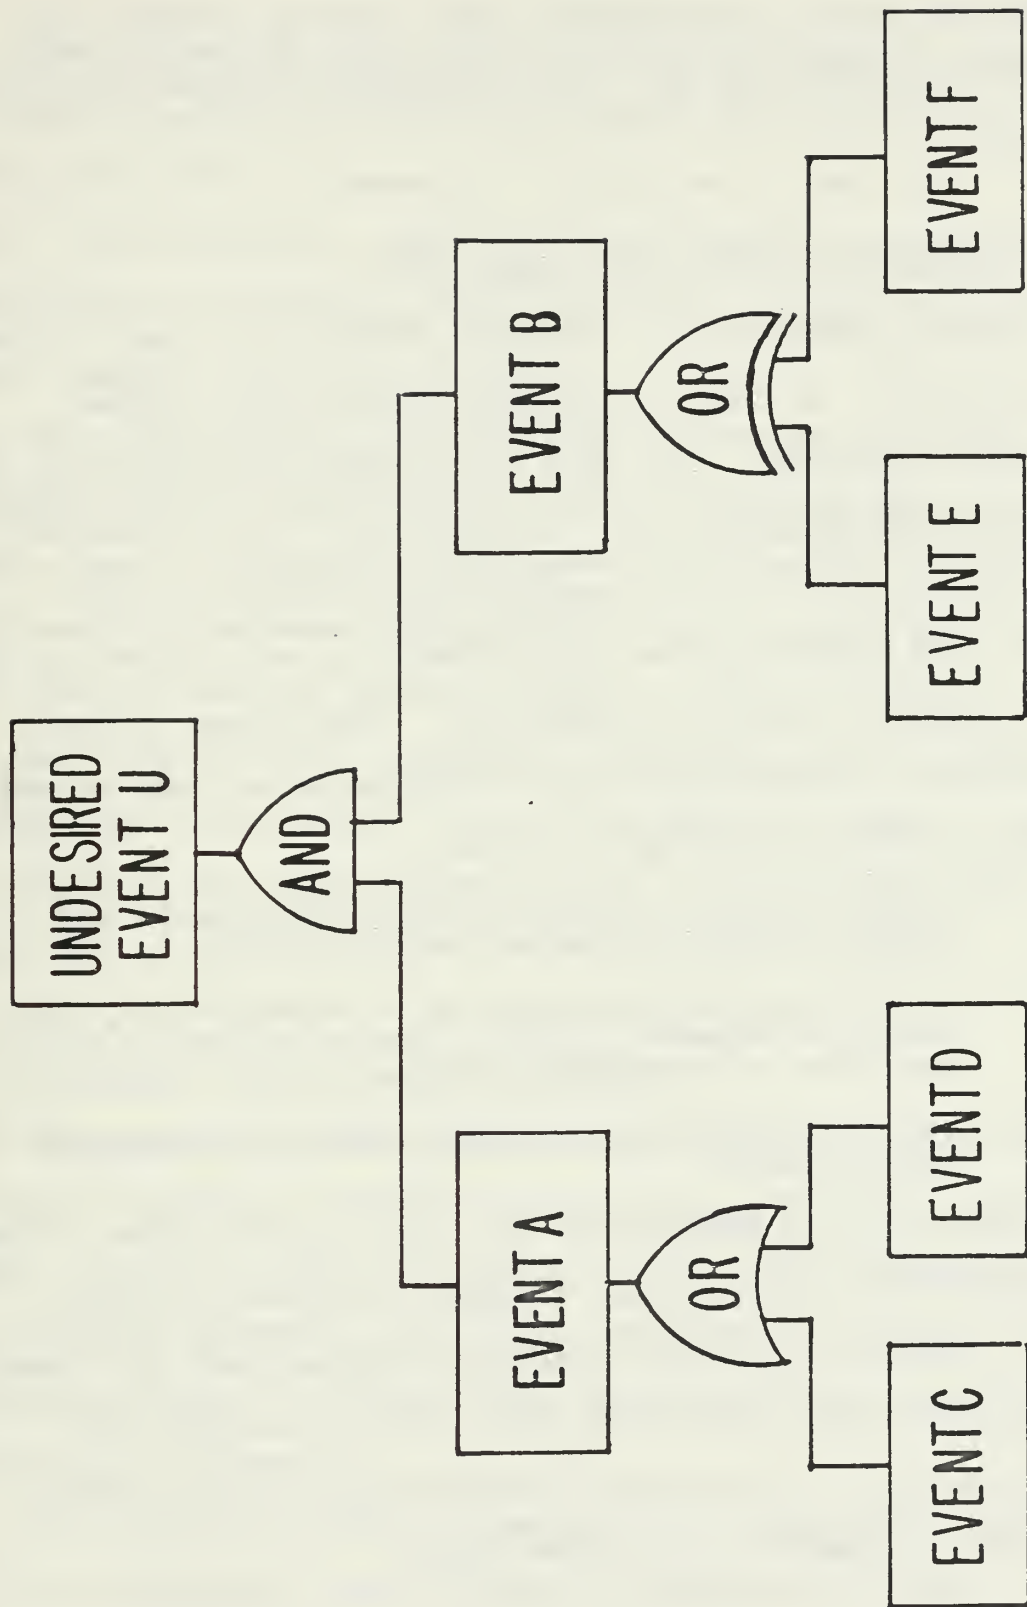 UNDESIRED
EVENT U
AND
EVENT A
EVENT B
OR
OR
EVENT C
EVENT D
EVENT E
EVENT F